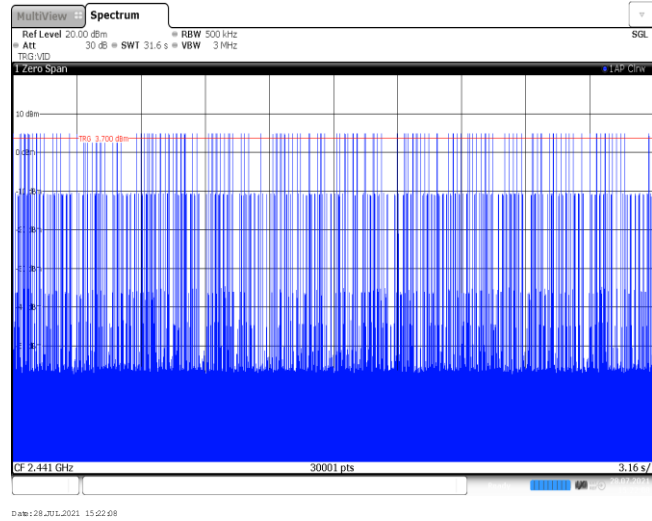 MultiView Spectrum
Ref Level 20.00 dBm RBW 500 kHz SGL
Att 30 dB SWT 31.6 s VBW 3 MHz
TRG:VID
1 Zero Span 1AP Clrw
10 dBm
TRG 3.700 dBm
0 dBm
CF 2.441 GHz 30001 pts 3.16 s/
Date: 28.JUL.2021 15:22:08